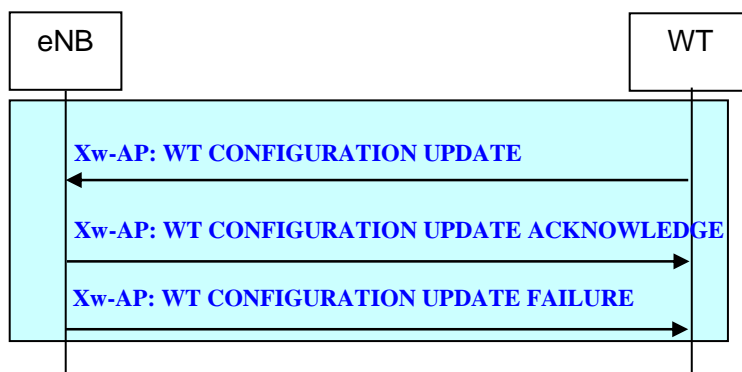 eNB
WT
Xw-AP: WT CONFIGURATION UPDATE
Xw-AP: WT CONFIGURATION UPDATE ACKNOWLEDGE
Xw-AP: WT CONFIGURATION UPDATE FAILURE